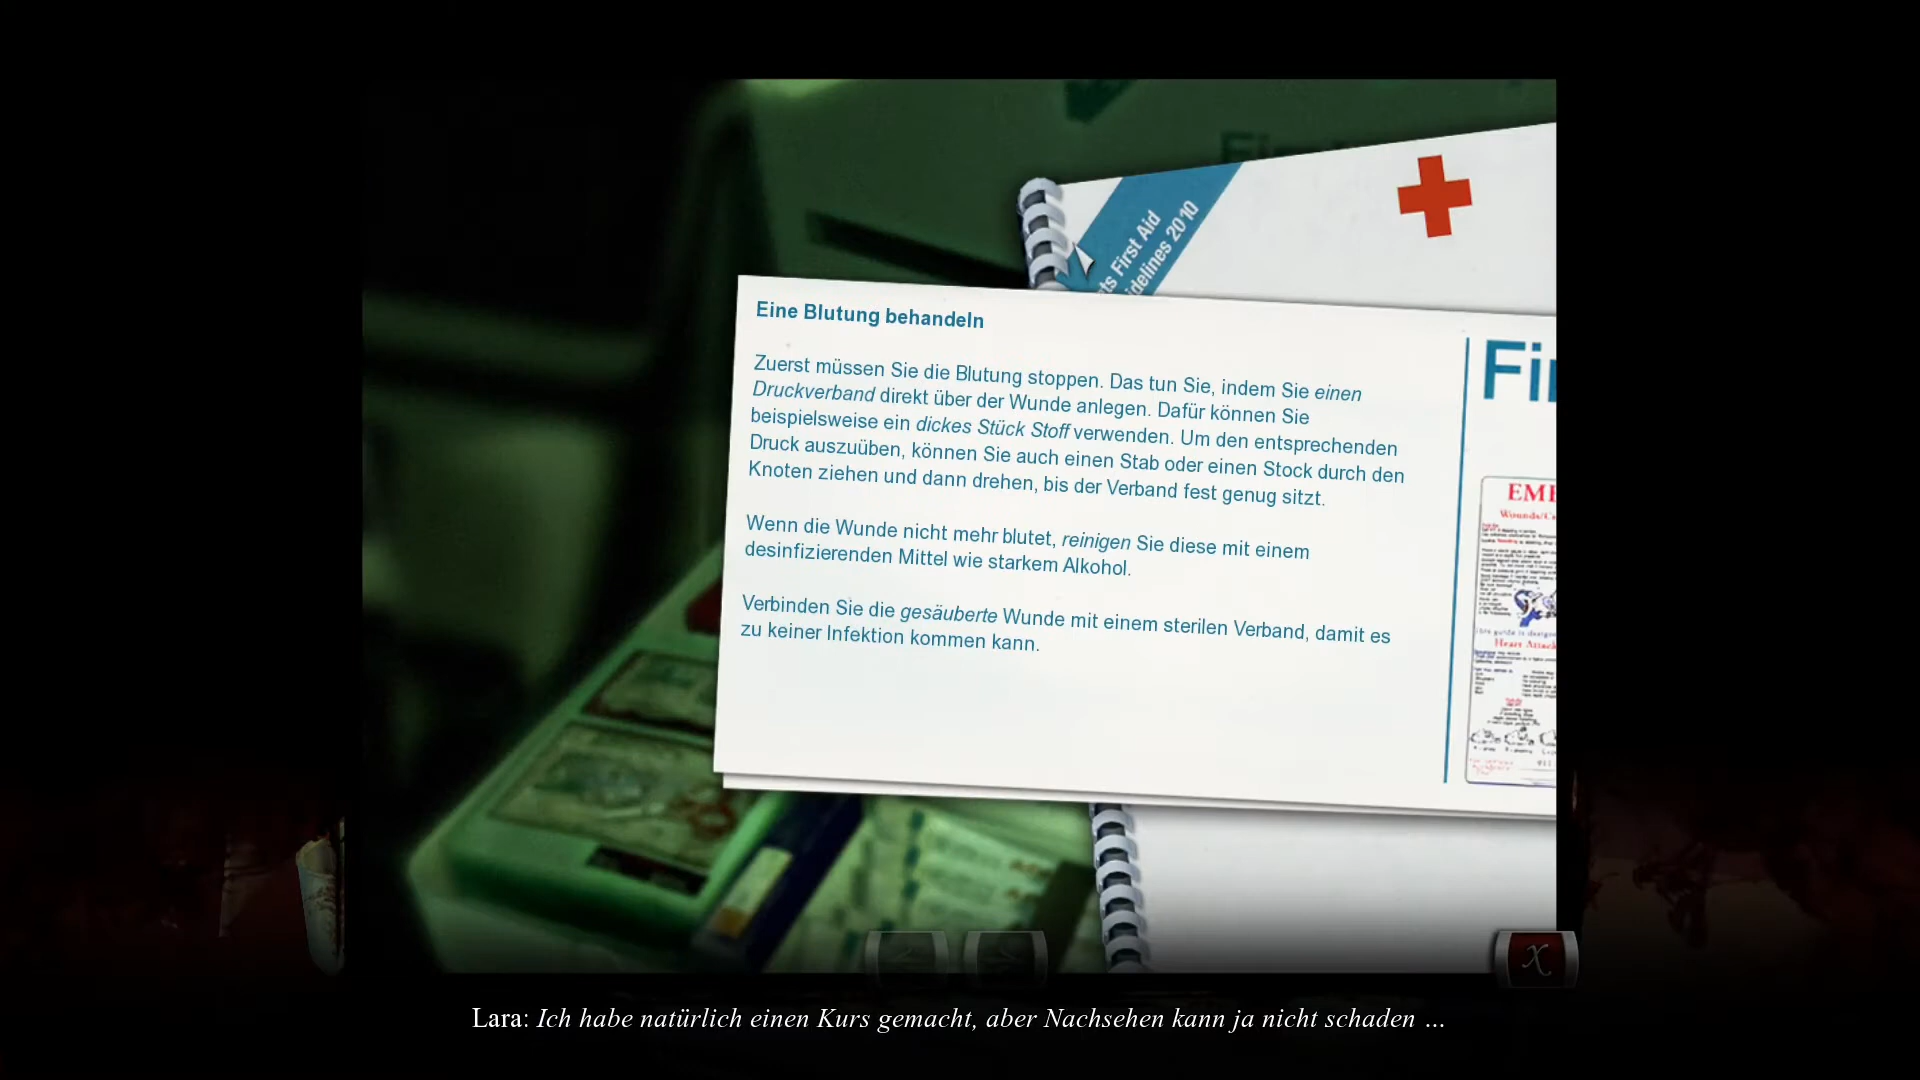 ts First Aid
idelines 2010
Eine Blutung behandeln
Zuerst müssen Sie die Blutung stoppen. Das tun Sie, indem Sie einen
Druckverband direkt über der Wunde anlegen. Dafür können Sie
beispielsweise ein dickes Stück Stoff verwenden. Um den entsprechenden
Druck auszuüben, können Sie auch einen Stab oder einen Stock durch den
Knoten ziehen und dann drehen, bis der Verband fest genug sitzt.
Wenn die Wunde nicht mehr blutet, reinigen Sie diese mit einem
desinfizierenden Mittel wie starkem Alkohol.
Verbinden Sie die gesäuberte Wunde mit einem sterilen Verband, damit es
zu keiner Infektion kommen kann.
Fi
EME
Wounds/C
Heart Attack
X
Lara: Ich habe natürlich einen Kurs gemacht, aber Nachsehen kann ja nicht schaden ...